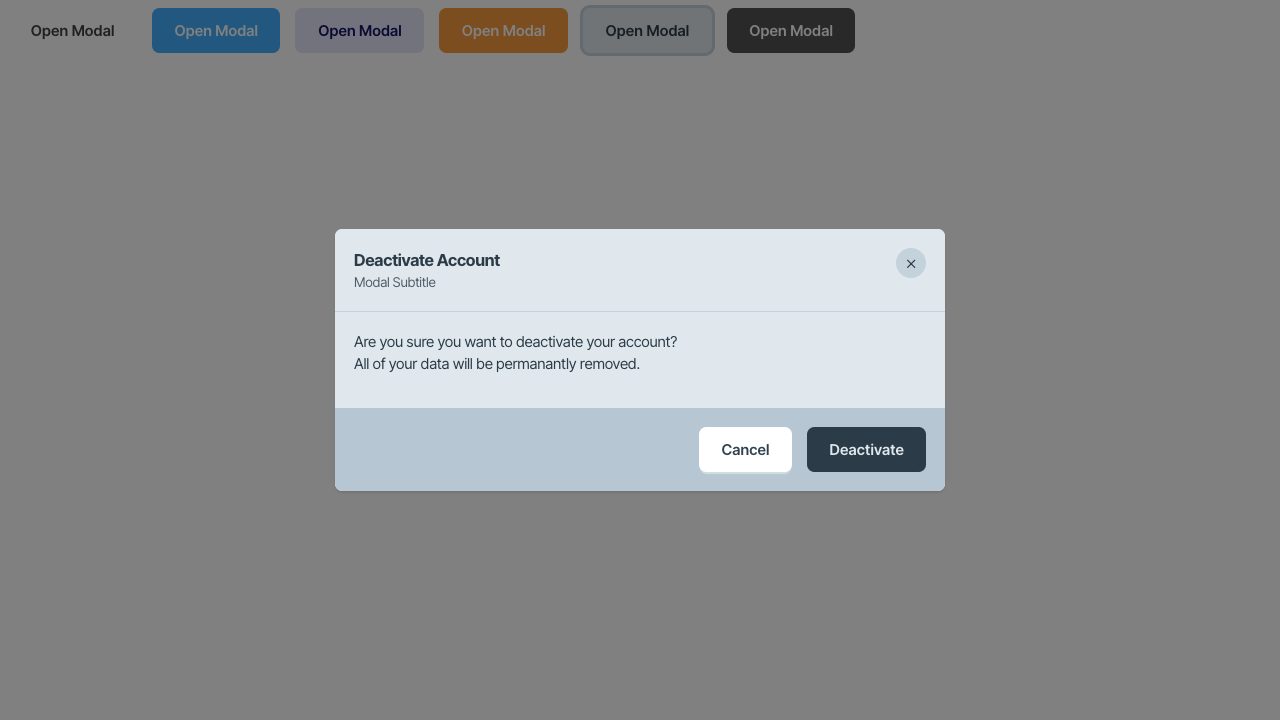 Open Modal
Open Modal
Open Modal
Open Modal
Open Modal
Open Modal
Deactivate Account
Modal Subtitle
Are you sure you want to deactivate your account?
All of your data will be permanantly removed.
Cancel
Deactivate